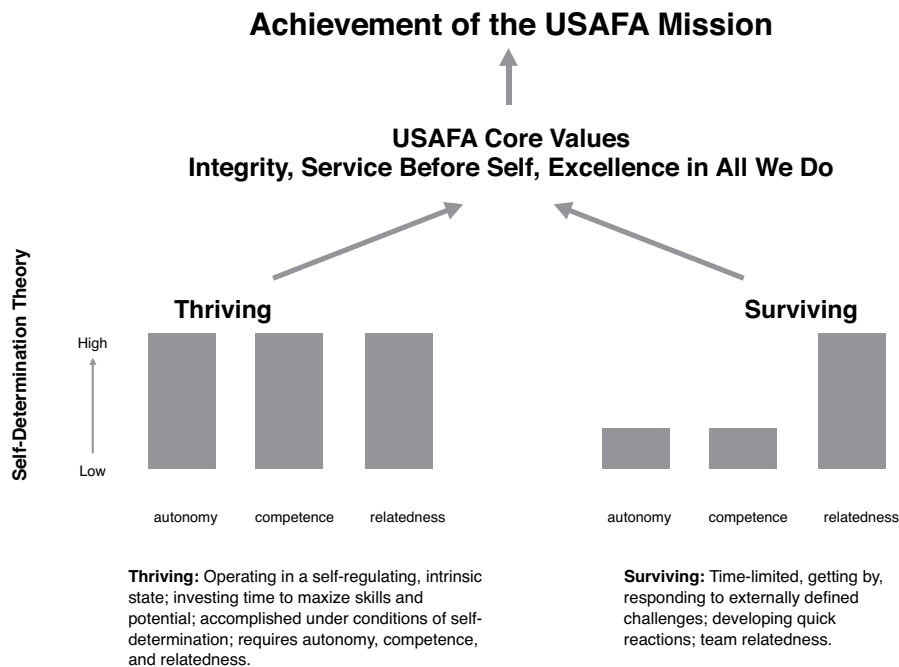 Achievement of the USAFA Mission
USAFA Core Values
Integrity, Service Before Self, Excellence in All We Do
Self-Determination Theory
Thriving
High
Low
autonomy
competence
relatedness
Thriving: Operating in a self-regulating, intrinsic
state; investing time to maxize skills and
potential; accomplished under conditions of self-
determination; requires autonomy, competence,
and relatedness.
Surviving
autonomy
competence
relatedness
Surviving: Time-limited, getting by,
responding to externally defined
challenges; developing quick
reactions; team relatedness.